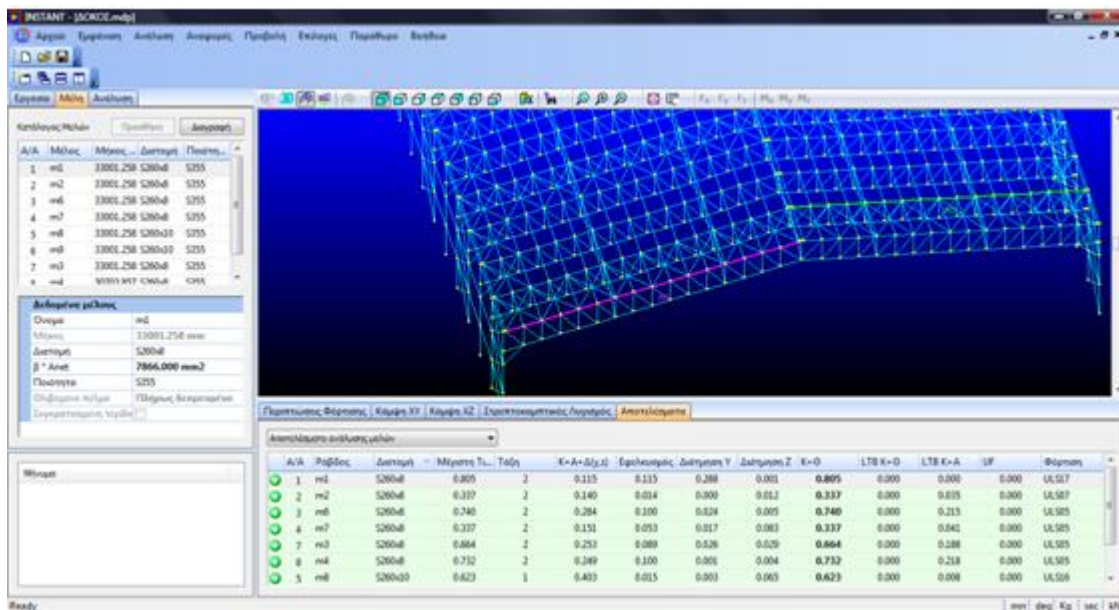 INSTANT - [ΔΟΚΟΣ.mdp]
Αρχείο Εμφάνιση Ανάλυση Αναφορές Προβολή Επιλογές Παράθυρο Βοήθεια
Εργασία Μέλη Ανάλυση
Κατάλογος Μελών Προσθήκη Διαγραφή
A/A Μέλος Μήκος ... Διατομή Ποιότη...
1 m1 33001.258 S260x8 S355
2 m2 33001.258 S260x8 S355
3 m6 33001.258 S260x8 S355
4 m7 33001.258 S260x8 S355
5 m8 33001.258 S260x10 S355
6 m9 33001.258 S260x10 S355
7 m3 33001.258 S260x8 S355
Δεδομένα μέλους
Όνομα m1
Μήκος 33001.258 mm
Διατομή S260x8
β * Anet 7866.000 mm2
Ποιότητα S355
Θλιβόμενο πέλμα Πλήρως δεσμευμένο
Μήνυμα
Περιπτώσεις Φόρτισης Κάμψη XY Κάμψη XZ Στρεπτοκαμπτικός Λυγισμός Αποτελέσματα
Αποτελέσματα ανάλυσης μελών
A/A Ράβδος Διατομή Μέγιστη Τι... Τάξη K+A+Δ(y,z) Εφελκυσμός Διάτμηση Y Διάτμηση Z K+Θ LTB K+Θ LTB K+A UF Φόρτιση
1 m1 S260x8 0.805 2 0.115 0.115 0.288 0.001 0.805 0.000 0.000 0.000 ULS17
2 m2 S260x8 0.337 2 0.140 0.014 0.000 0.012 0.337 0.000 0.035 0.000 ULS07
3 m6 S260x8 0.740 2 0.284 0.100 0.024 0.005 0.740 0.000 0.215 0.000 ULS05
4 m7 S260x8 0.337 2 0.151 0.053 0.017 0.083 0.337 0.000 0.041 0.000 ULS05
7 m3 S260x8 0.664 2 0.253 0.089 0.026 0.029 0.664 0.000 0.188 0.000 ULS05
8 m4 S260x8 0.732 2 0.249 0.100 0.001 0.004 0.732 0.000 0.218 0.000 ULS05
5 m8 S260x10 0.623 1 0.403 0.015 0.003 0.065 0.623 0.000 0.008 0.000 ULS16
Ready mm deg Kg sec kN